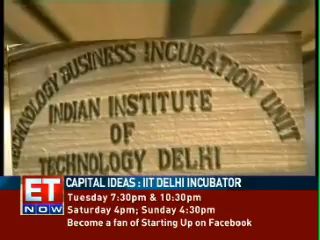 TECHNOLOGY BUSINESS INCUBATION UNIT
INDIAN INSTITUTE
OF
TECHNOLOGY DELHI
ET
NOW
CAPITAL IDEAS : IIT DELHI INCUBATOR
Tuesday 7:30pm & 10:30pm
Saturday 4pm; Sunday 4:30pm
Become a fan of Starting Up on Facebook